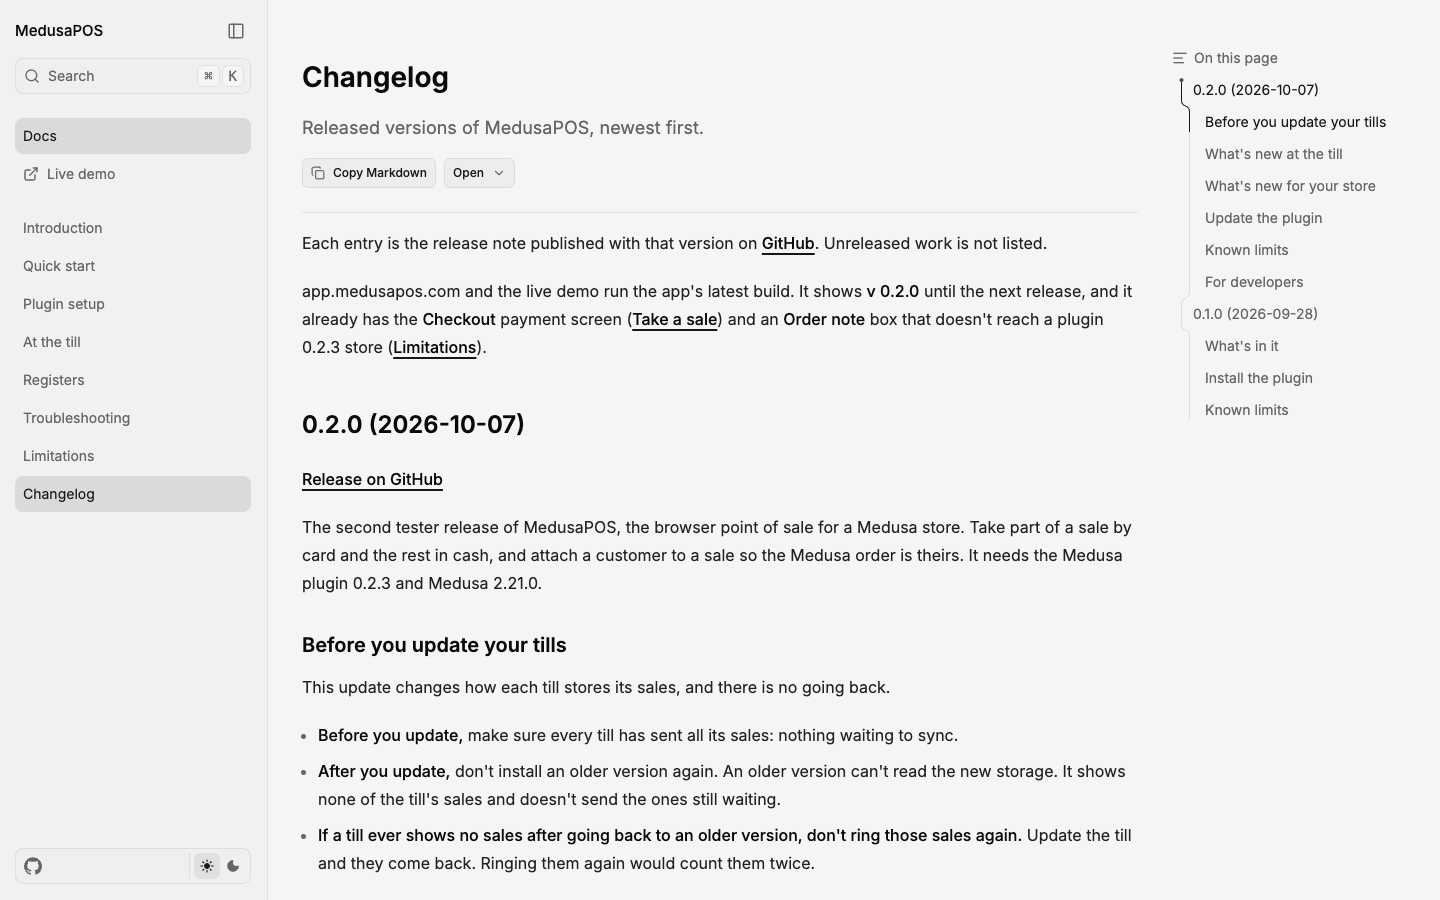 MedusaPOS
Search
⌘ K
Docs
Live demo
Introduction
Quick start
Plugin setup
At the till
Registers
Troubleshooting
Limitations
Changelog
Changelog
Released versions of MedusaPOS, newest first.
Copy Markdown
Open
Each entry is the release note published with that version on GitHub. Unreleased work is not listed.
app.medusapos.com and the live demo run the app's latest build. It shows v 0.2.0 until the next release, and it
already has the Checkout payment screen (Take a sale) and an Order note box that doesn't reach a plugin
0.2.3 store (Limitations).
0.2.0 (2026-10-07)
Release on GitHub
The second tester release of MedusaPOS, the browser point of sale for a Medusa store. Take part of a sale by
card and the rest in cash, and attach a customer to a sale so the Medusa order is theirs. It needs the Medusa
plugin 0.2.3 and Medusa 2.21.0.
Before you update your tills
This update changes how each till stores its sales, and there is no going back.
Before you update, make sure every till has sent all its sales: nothing waiting to sync.
After you update, don't install an older version again. An older version can't read the new storage. It shows
none of the till's sales and doesn't send the ones still waiting.
If a till ever shows no sales after going back to an older version, don't ring those sales again. Update the till
and they come back. Ringing them again would count them twice.
On this page
0.2.0 (2026-10-07)
Before you update your tills
What's new at the till
What's new for your store
Update the plugin
Known limits
For developers
0.1.0 (2026-09-28)
What's in it
Install the plugin
Known limits